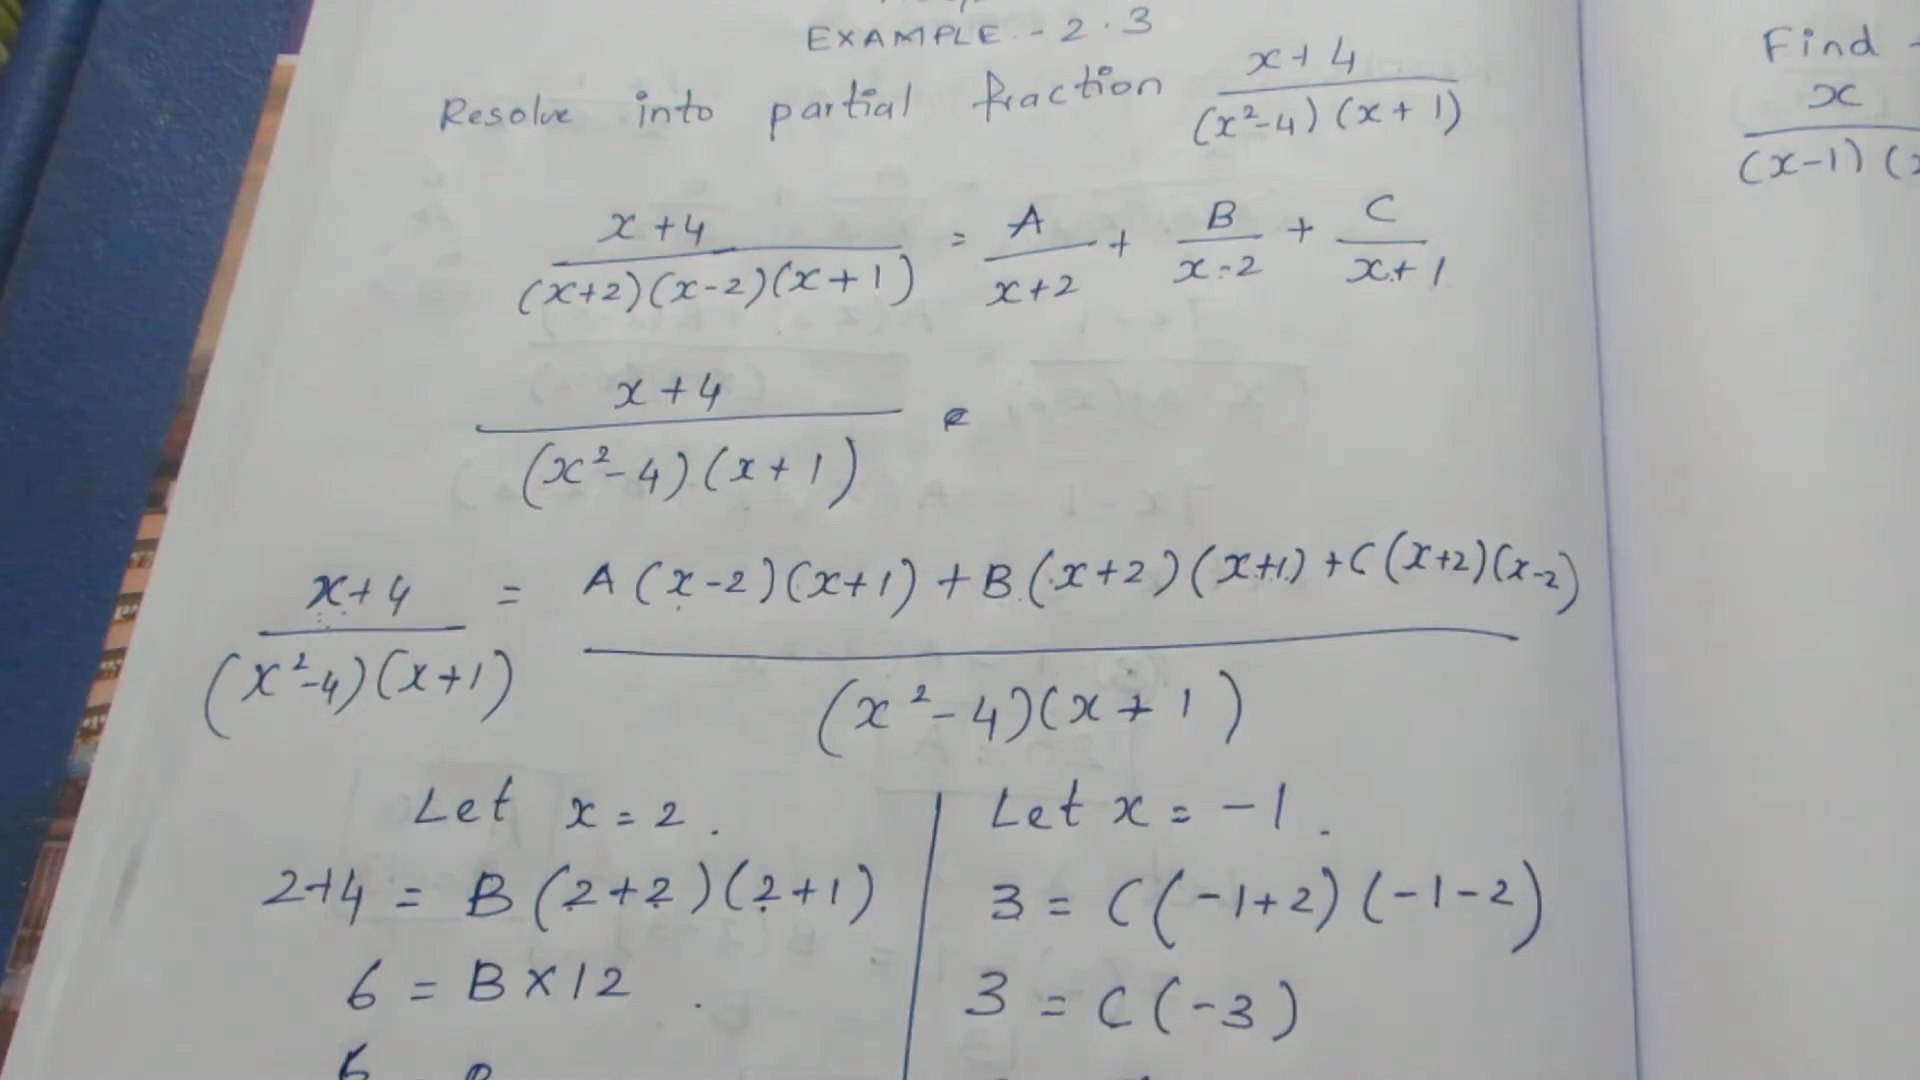 EXAMPLE - 2.3
Resolve into partial fraction x+4 / (x²-4)(x+1)
x+4 / (x+2)(x-2)(x+1) = A / x+2 + B / x-2 + C / x+1
x+4 / (x²-4)(x+1)
x+4 / (x²-4)(x+1) = A(x-2)(x+1)+B(x+2)(x+1)+C(x+2)(x-2) / (x²-4)(x+1)
Let x=2.
2+4 = B(2+2)(2+1)
6 = B×12
Let x = -1.
3 = C(-1+2)(-1-2)
3 = C(-3)
Find
x
(x-1)(